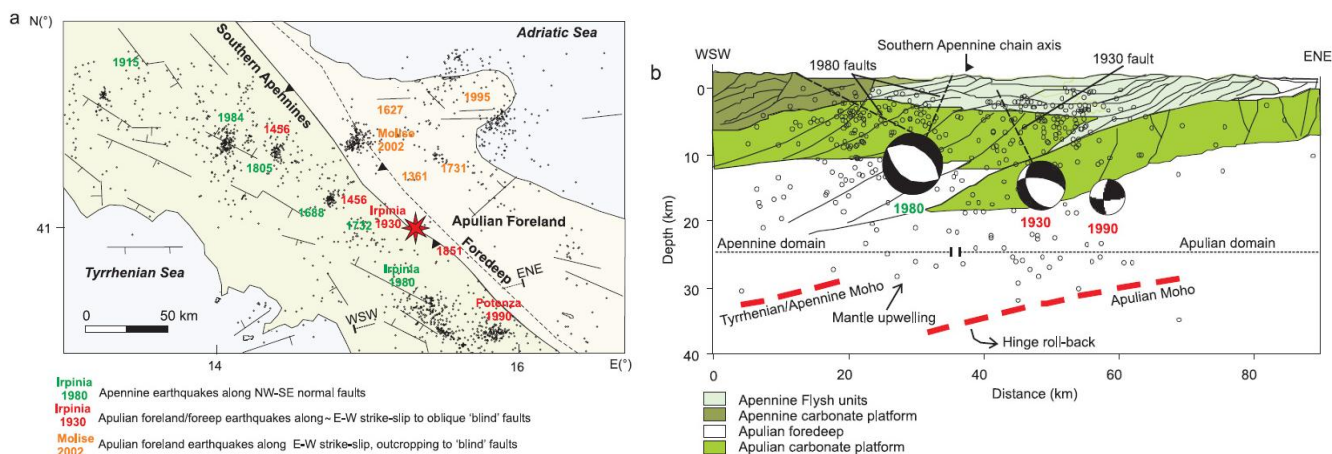 a
N(°)
Adriatic Sea
Southern Apennines
1915
1995
1627
1984
1456
Molise
2002
1805
1731
1361
1456
1688
Irpinia
1930
Apulian Foreland
1732
41
1851
Foredeep
Tyrrhenian Sea
Irpinia
1980
ENE
Potenza
1990
0 50 km
WSW
14 16 E(°)
Irpinia
1980 Apennine earthquakes along NW-SE normal faults
Irpinia
1930 Apulian foreland/foreep earthquakes along~ E-W strike-slip to oblique ‘blind’ faults
Molise
2002 Apulian foreland earthquakes along E-W strike-slip, outcropping to ‘blind’ faults
b
WSW
Southern Apennine chain axis
ENE
1980 faults
1930 fault
0
10
20
30
40
Depth (km)
1980
1930
1990
Apennine domain
Apulian domain
Tyrrhenian/Apennine Moho
Mantle upwelling
Apulian Moho
Hinge roll-back
0 20 40 60 80
Distance (km)
Apennine Flysh units
Apennine carbonate platform
Apulian foredeep
Apulian carbonate platform